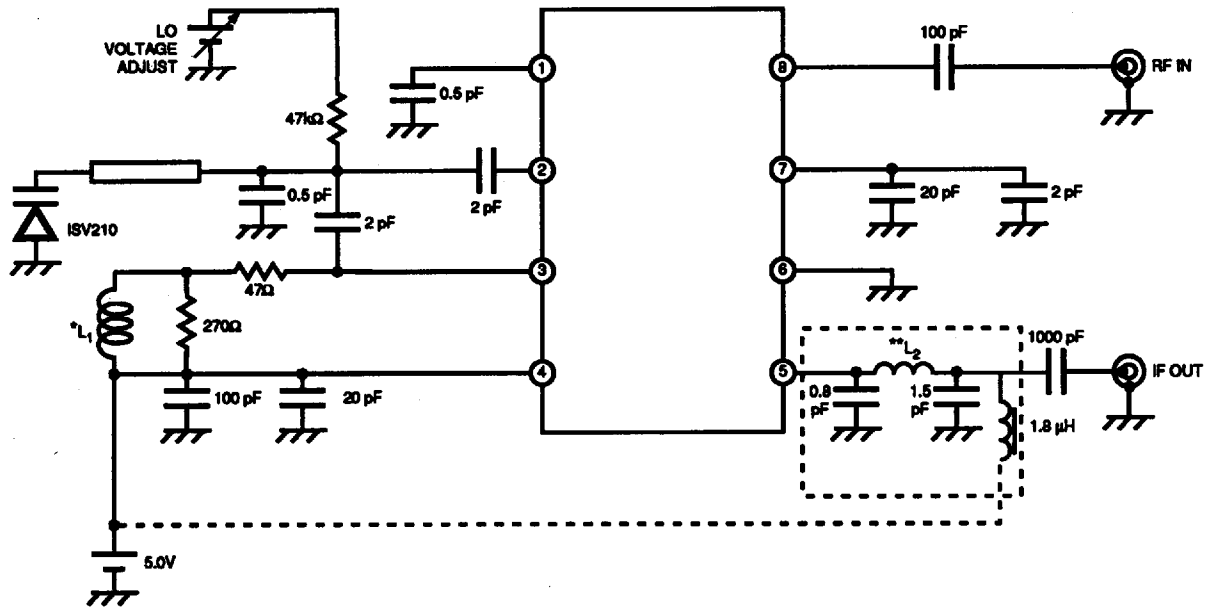 LO
VOLTAGE
ADJUST
47kΩ
0.5 pF
1
8
100 pF
RF IN
ISV210
0.5 pF
2 pF
2
7
20 pF
2 pF
2 pF
47Ω
3
6
*L1
270Ω
100 pF
20 pF
4
5
**L2
0.8
pF
1.5
pF
1000 pF
IF OUT
1.8 µH
5.0V